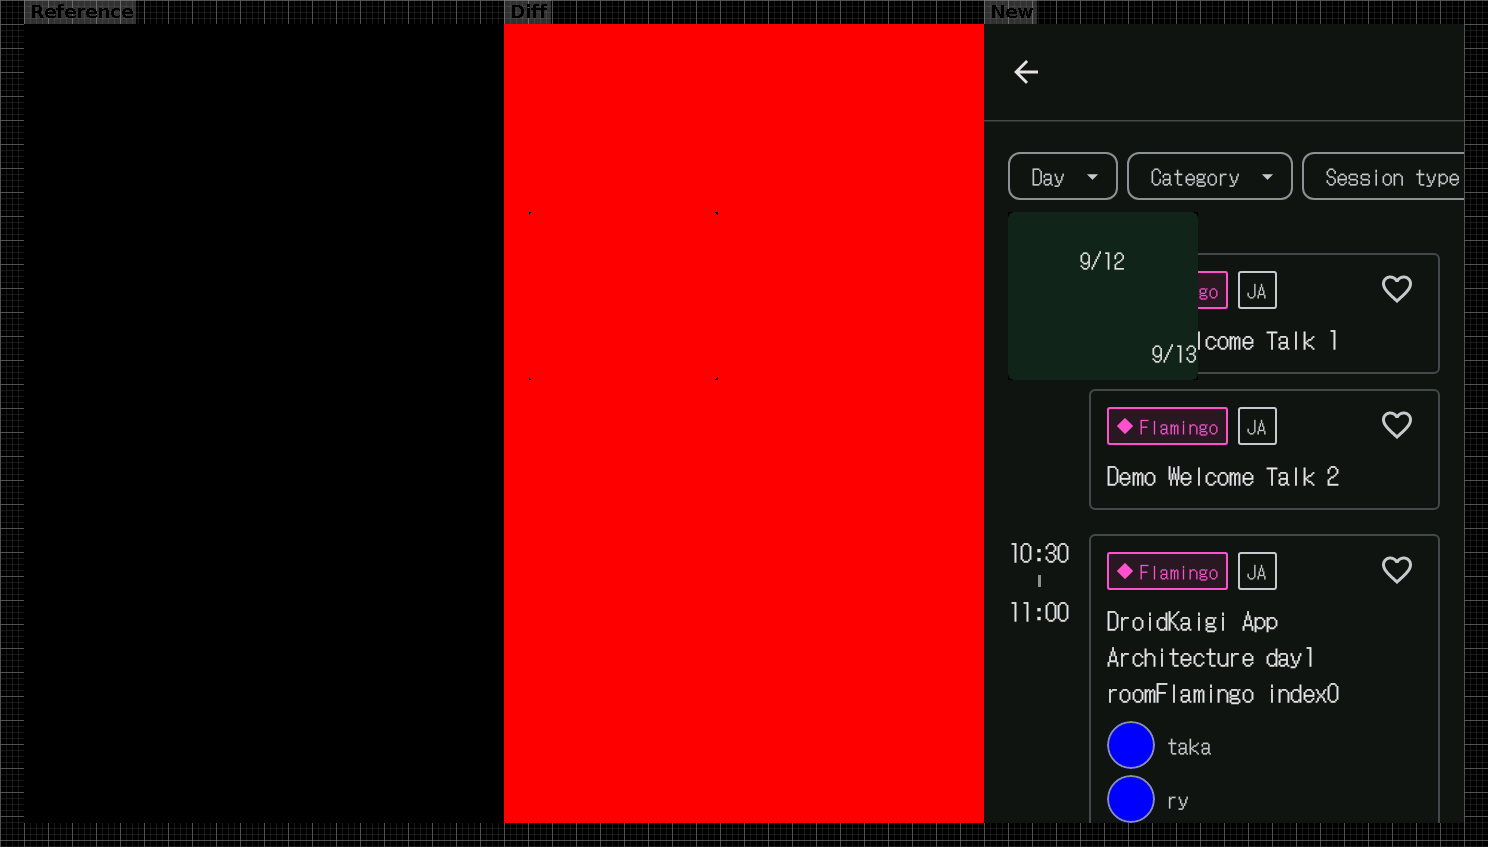 Reference
Diff
New
Day
Category
Session type
9/12
9/13
go
JA
lcome Talk 1
Flamingo
JA
Demo Welcome Talk 2
10:30
11:00
Flamingo
JA
DroidKaigi App
Architecture day1
roomFlamingo index0
taka
ry